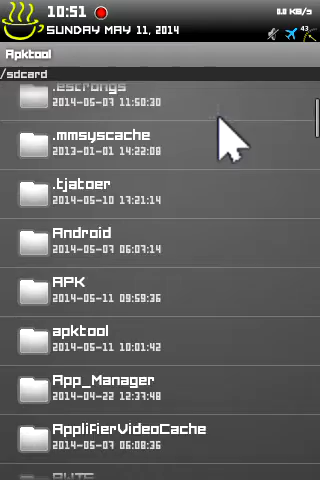 10:51
0.0 KB/s
SUNDAY MAY 11, 2014
43
Apktool
/sdcard
.estrongs
2014-05-07 11:50:30
.mmsyscache
2013-01-01 14:22:08
.tjatoer
2014-05-10 17:21:14
Android
2014-05-07 06:07:14
APK
2014-05-11 09:59:36
apktool
2014-05-11 10:01:42
App_Manager
2014-04-22 12:37:48
ApplifierVideoCache
2014-05-07 06:08:36